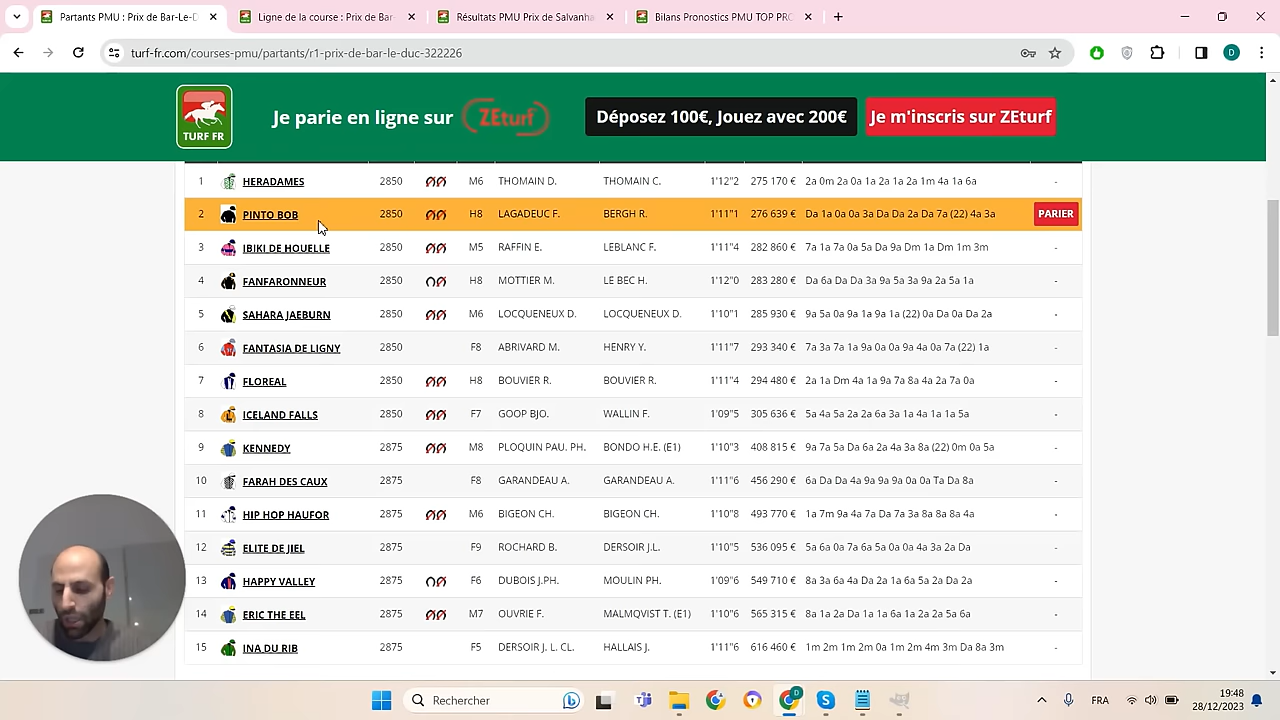 Partants PMU : Prix de Bar-Le-D
Ligne de la course : Prix de Bar-
Résultats PMU Prix de Salvanha
Bilans Pronostics PMU TOP PRO
turf-fr.com/courses-pmu/partants/r1-prix-de-bar-le-duc-322226
D
TURF FR
Je parie en ligne sur ZEturf
Déposez 100€, Jouez avec 200€
Je m'inscris sur ZEturf
1 HERADAMES 2850 M6 THOMAIN D. THOMAIN C. 1'12"2 275 170 € 2a 0m 2a 0a 1a 2a 1a 2a 1m 4a 1a 6a -
2 PINTO BOB 2850 H8 LAGADEUC F. BERGH R. 1'11"1 276 639 € Da 1a 0a 0a 3a Da Da 2a Da 7a (22) 4a 3a PARIER
3 IBIKI DE HOUELLE 2850 M5 RAFFIN E. LEBLANC F. 1'11"4 282 860 € 7a 1a 7a 0a 5a Da 9a Dm 1a Dm 1m 3m -
4 FANFARONNEUR 2850 H8 MOTTIER M. LE BEC H. 1'12"0 283 280 € Da 6a Da Da 3a 9a 5a 3a 9a 2a 5a 1a -
5 SAHARA JAEBURN 2850 M6 LOCQUENEUX D. LOCQUENEUX D. 1'10"1 285 930 € 9a 5a 0a 9a 1a 9a 1a (22) 0a Da 0a Da 2a -
6 FANTASIA DE LIGNY 2850 F8 ABRIVARD M. HENRY Y. 1'11"7 293 340 € 7a 3a 7a 1a 9a 0a 0a 9a 4a 0a 7a (22) 1a -
7 FLOREAL 2850 H8 BOUVIER R. BOUVIER R. 1'11"4 294 480 € 2a 1a Dm 4a 1a 9a 7a 8a 4a 2a 7a 0a -
8 ICELAND FALLS 2850 F7 GOOP BJO. WALLIN F. 1'09"5 305 636 € 5a 4a 5a 2a 2a 6a 3a 1a 4a 1a 1a 5a -
9 KENNEDY 2875 M8 PLOQUIN PAU. PH. BONDO H.E. (E1) 1'10"3 408 815 € 9a 7a 5a Da 6a 2a 4a 3a 8a (22) 0m 0a 5a -
10 FARAH DES CAUX 2875 F8 GARANDEAU A. GARANDEAU A. 1'11"6 456 290 € 6a Da Da 4a 9a 9a 9a 0a 0a Ta Da 8a -
11 HIP HOP HAUFOR 2875 M6 BIGEON CH. BIGEON CH. 1'10"8 493 770 € 1a 7m 9a 4a 7a Da 7a 3a 8a 8a 8a 4a -
12 ELITE DE JIEL 2875 F9 ROCHARD B. DERSOIR J.L. 1'10"5 536 095 € 5a 6a 0a 7a 6a 5a 0a 0a 4a 3a 2a Da -
13 HAPPY VALLEY 2875 F6 DUBOIS J.PH. MOULIN PH. 1'09"6 549 710 € 8a 3a 6a 4a Da 2a 1a 6a 5a 2a Da 2a -
14 ERIC THE EEL 2875 M7 OUVRIE F. MALMQVIST T. (E1) 1'10"6 565 315 € 8a 1a 2a Da 1a 1a 6a 1a 2a 2a 5a 6a -
15 INA DU RIB 2875 F5 DERSOIR J. L. CL. HALLAIS J. 1'11"6 616 460 € 1m 2m 1m 2m 0a 1m 2m 4m 3m Da 8a 3m -
Rechercher
FRA
19:48
28/12/2023